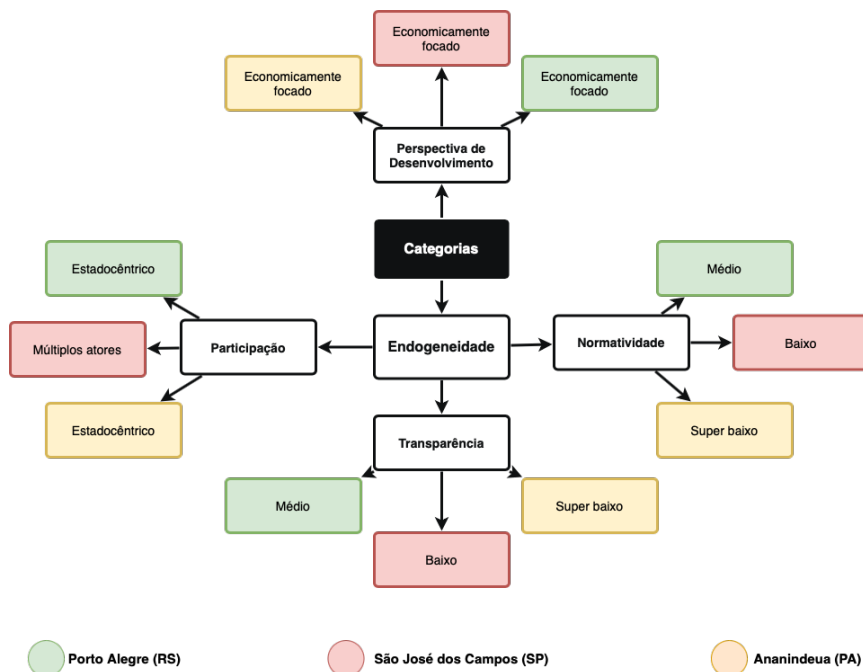 Economicamente
focado
Economicamente
focado
Economicamente
focado
Perspectiva de
Desenvolvimento
Categorias
Estadocêntrico
Médio
Múltiplos atores
Participação
Endogeneidade
Normatividade
Baixo
Estadocêntrico
Super baixo
Transparência
Médio
Super baixo
Baixo
Porto Alegre (RS)
São José dos Campos (SP)
Ananindeua (PA)